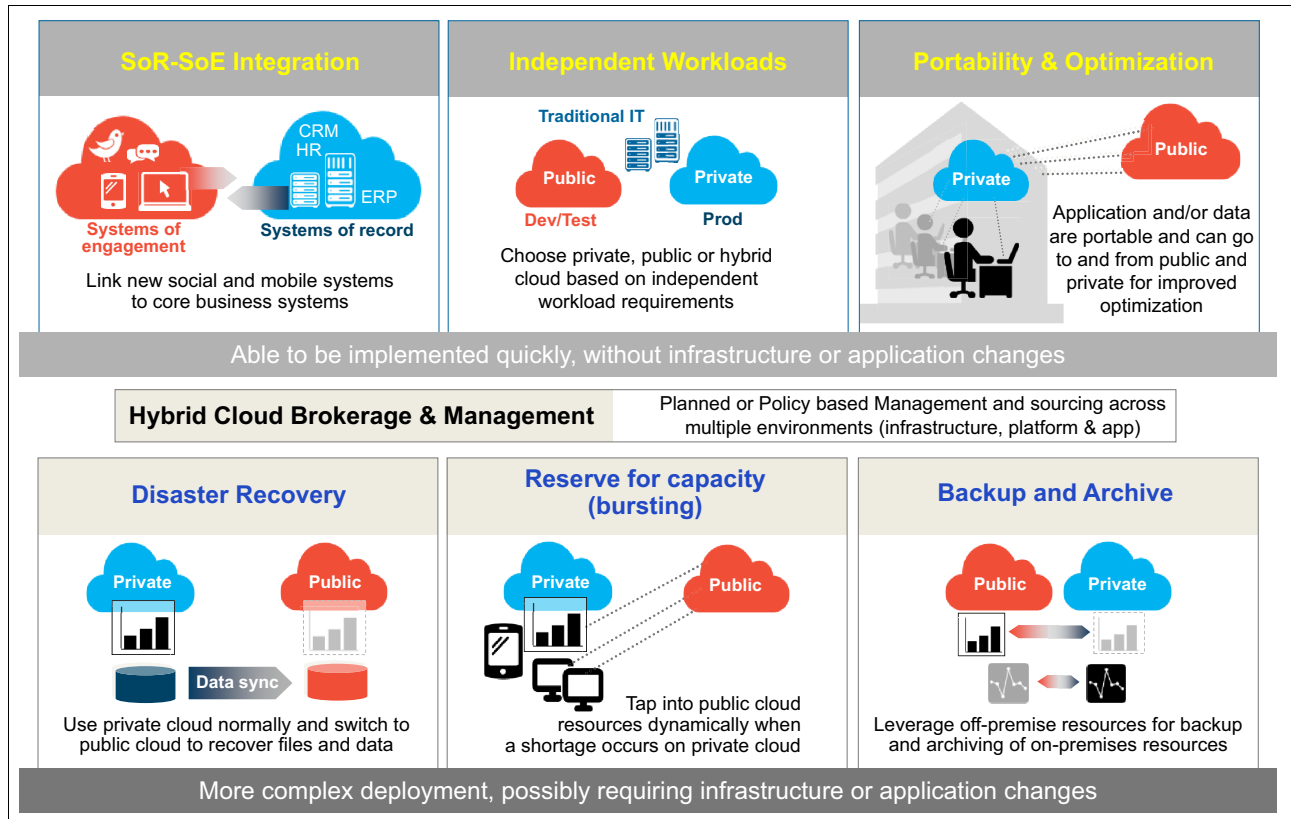 SoR-SoE Integration
CRM
HR
ERP
Systems of
engagement
Systems of record
Link new social and mobile systems
to core business systems
Independent Workloads
Traditional IT
Public
Private
Dev/Test
Prod
Choose private, public or hybrid
cloud based on independent
workload requirements
Portability & Optimization
Public
Private
Application and/or data
are portable and can go
to and from public and
private for improved
optimization
Able to be implemented quickly, without infrastructure or application changes
Hybrid Cloud Brokerage & Management
Planned or Policy based Management and sourcing across
multiple environments (infrastructure, platform & app)
Disaster Recovery
Private
Public
Data sync
Use private cloud normally and switch to
public cloud to recover files and data
Reserve for capacity
(bursting)
Private
Public
Tap into public cloud
resources dynamically when
a shortage occurs on private cloud
Backup and Archive
Public
Private
Leverage off-premise resources for backup
and archiving of on-premises resources
More complex deployment, possibly requiring infrastructure or application changes